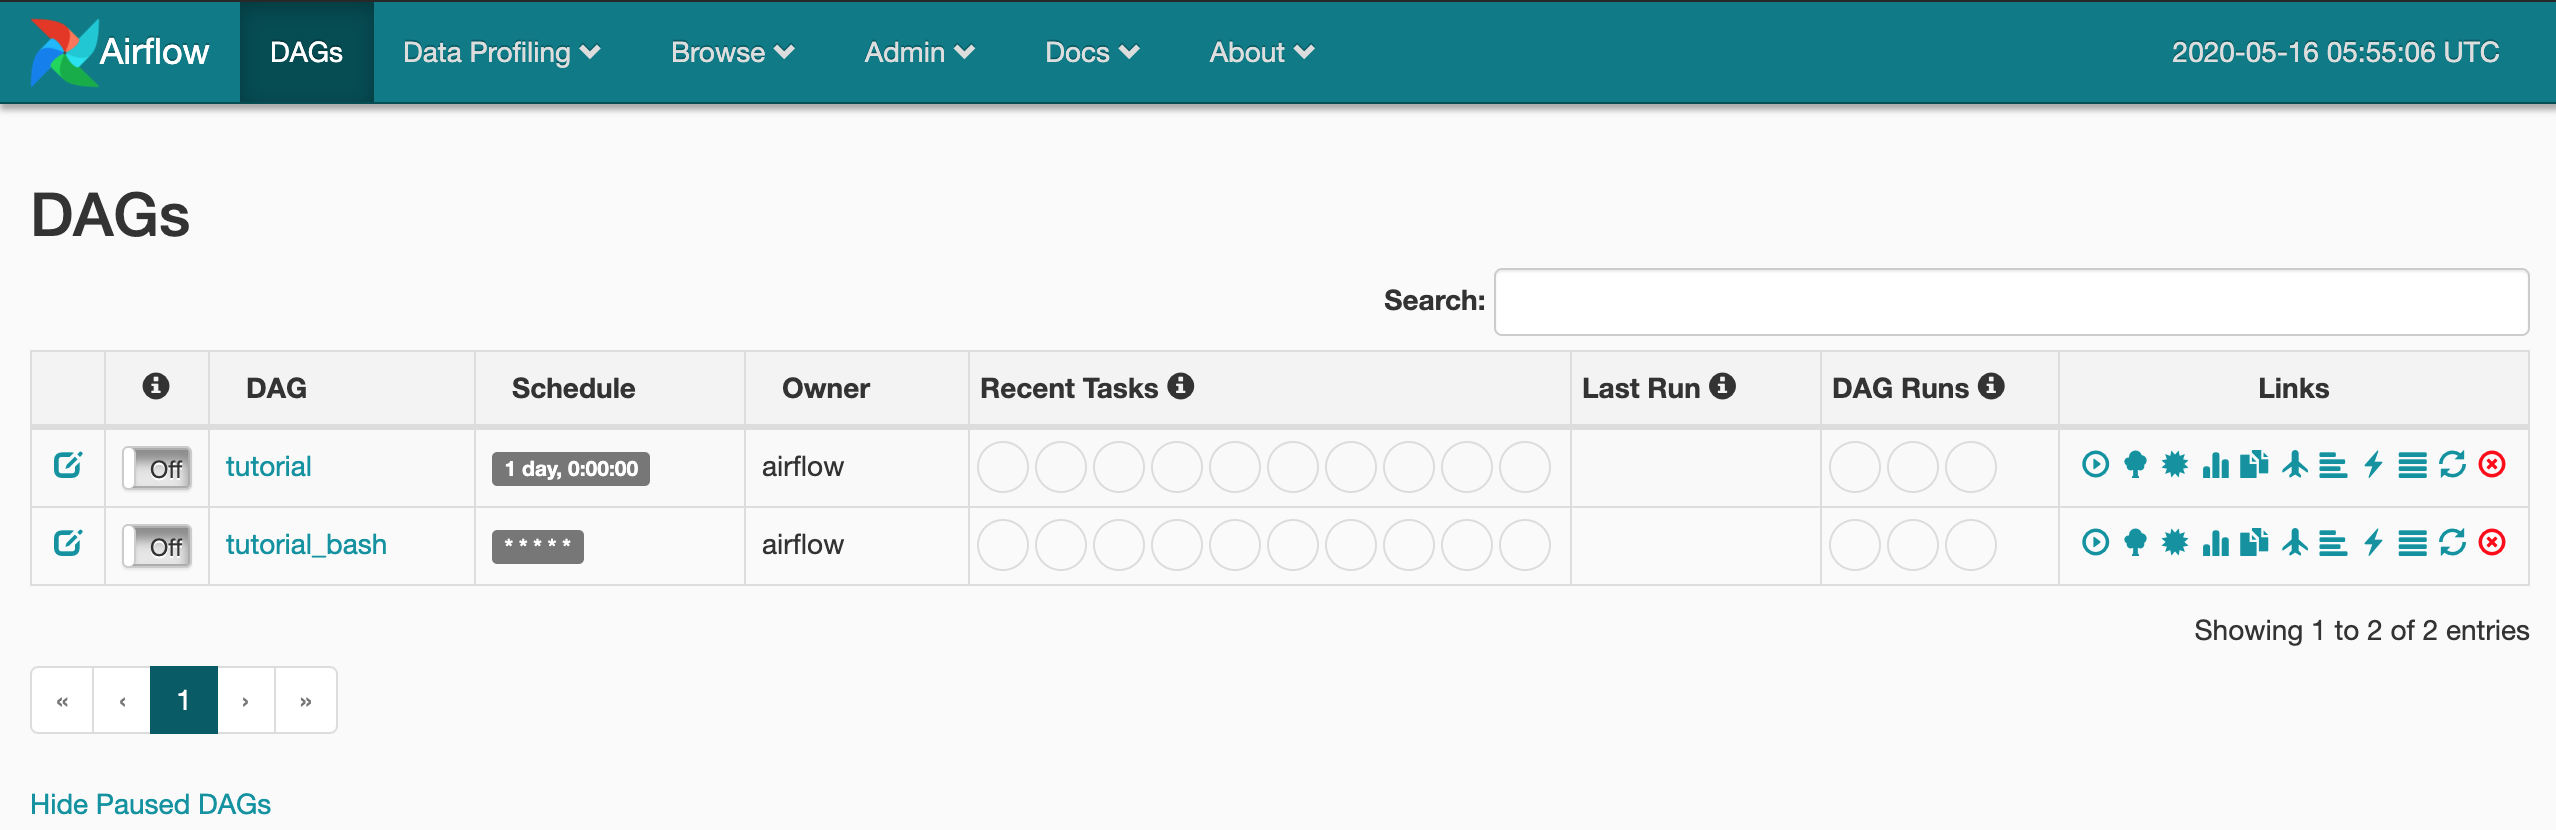 Airflow DAGs Data Profiling Browse Admin Docs About 2020-05-16 05:55:06 UTC
DAGs
Search:
DAG Schedule Owner Recent Tasks Last Run DAG Runs Links
Off tutorial 1 day, 0:00:00 airflow
Off tutorial_bash * * * * * airflow
Showing 1 to 2 of 2 entries
« ‹ 1 › »
Hide Paused DAGs